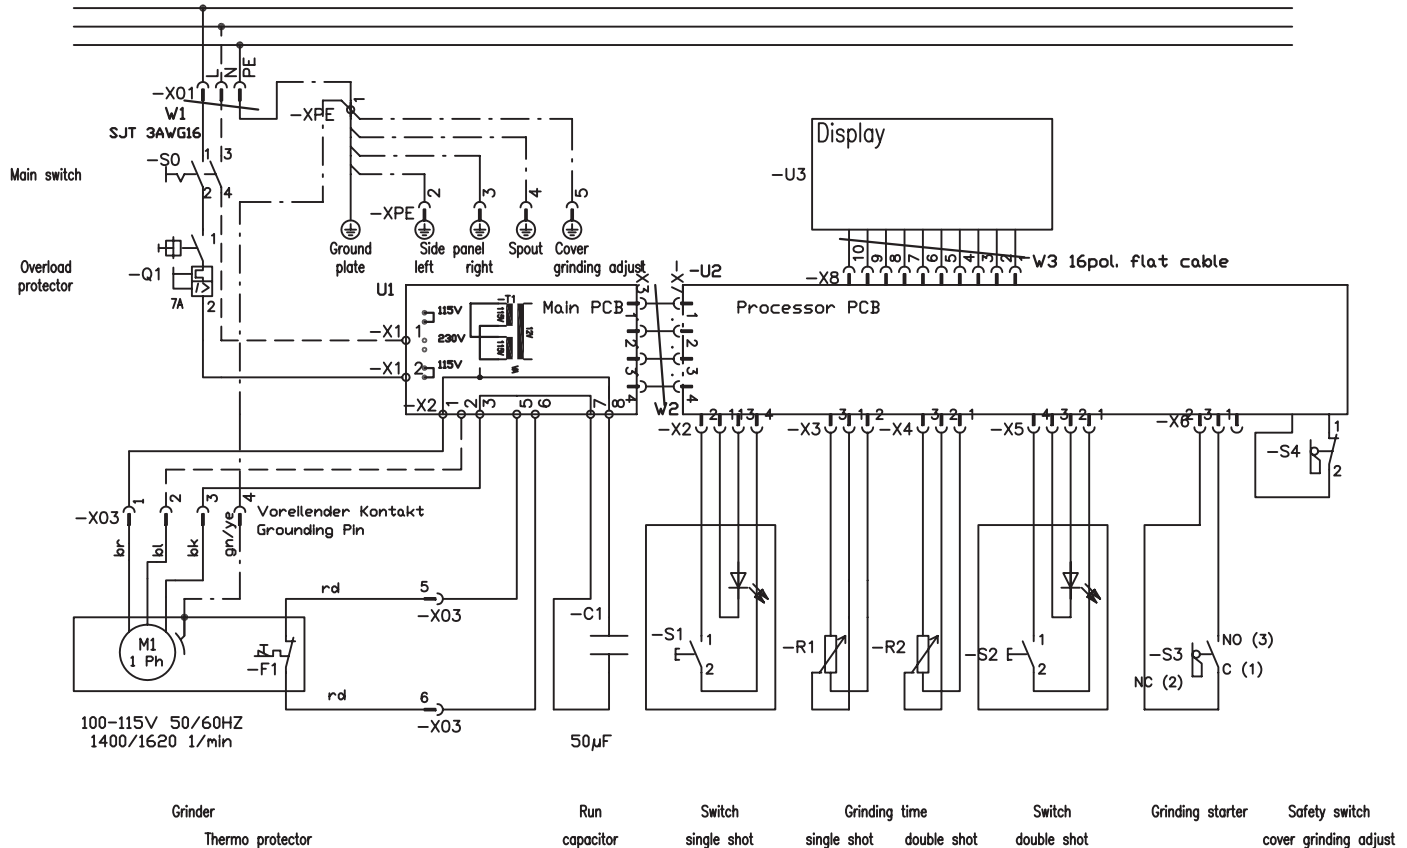 L N PE
-X01
W1
SJT 3AWG16
-XPE 1
Display
-U3
-S0 1 3
2 4
Main switch
-XPE 2 3 4 5
Ground plate
Side panel
left right
Spout
Cover
grinding adjust
Overload
protector
-Q1 1
7A 2
I>
10 9 8 7 6 5 4 3 2 1
W3 16pol. flat cable
-X8
U1
-T1
115V
230V
115V
115V
115V
12V
Main PCB
X3
-X7
-U2
Processor PCB
-X1 1
-X1 2
1 2 3 4
1 2 3 4
W2
-X2 1 2 3 5 6 7 8
-X2 2 1 1 3 4
-X3 3 1 2
-X4 3 2 1
-X5 4 3 2 1
-X6 2 3 1
-S4 1
2
-X03 1 2 3 4
Voreilender Kontakt
Grounding Pin
br bl bk gn/ye
rd 5
-X03
M1
1 Ph
-F1
rd 6
-X03
100-115V 50/60HZ
1400/1620 1/min
-C1
50µF
-S1 1
2
-R1
-R2
-S2 1
2
-S3
NO (3)
C (1)
NC (2)
Grinder
Thermo protector
Run
capacitor
Switch
single shot
Grinding time
single shot double shot
Switch
double shot
Grinding starter
Safety switch
cover grinding adjust